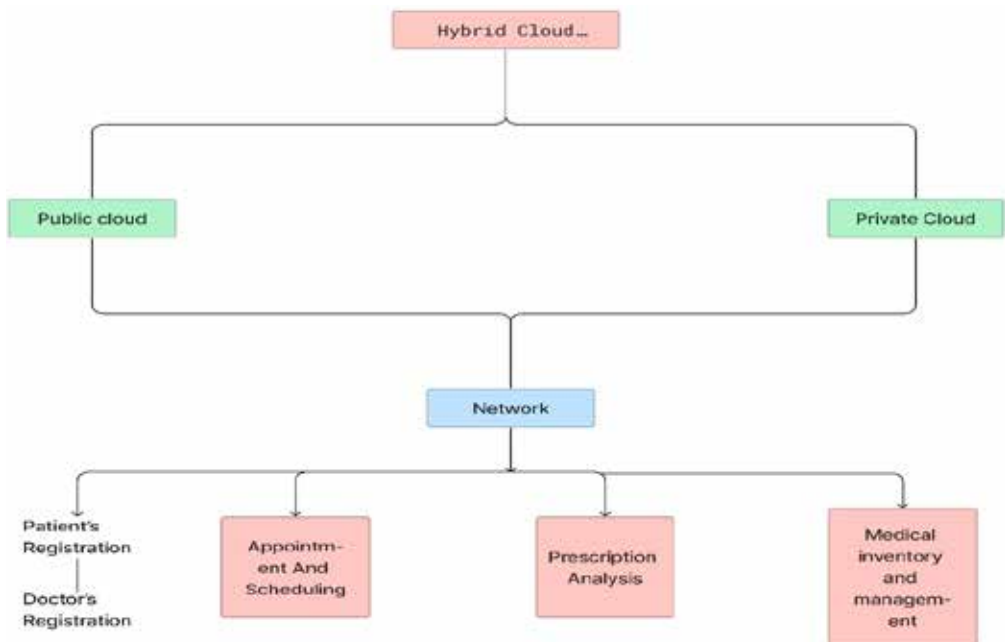 Hybrid Cloud…
Public cloud
Private Cloud
Network
Patient's
Registration
Doctor's
Registration
Appointm-
ent And
Scheduling
Prescription
Analysis
Medical
inventory
and
managem-
ent